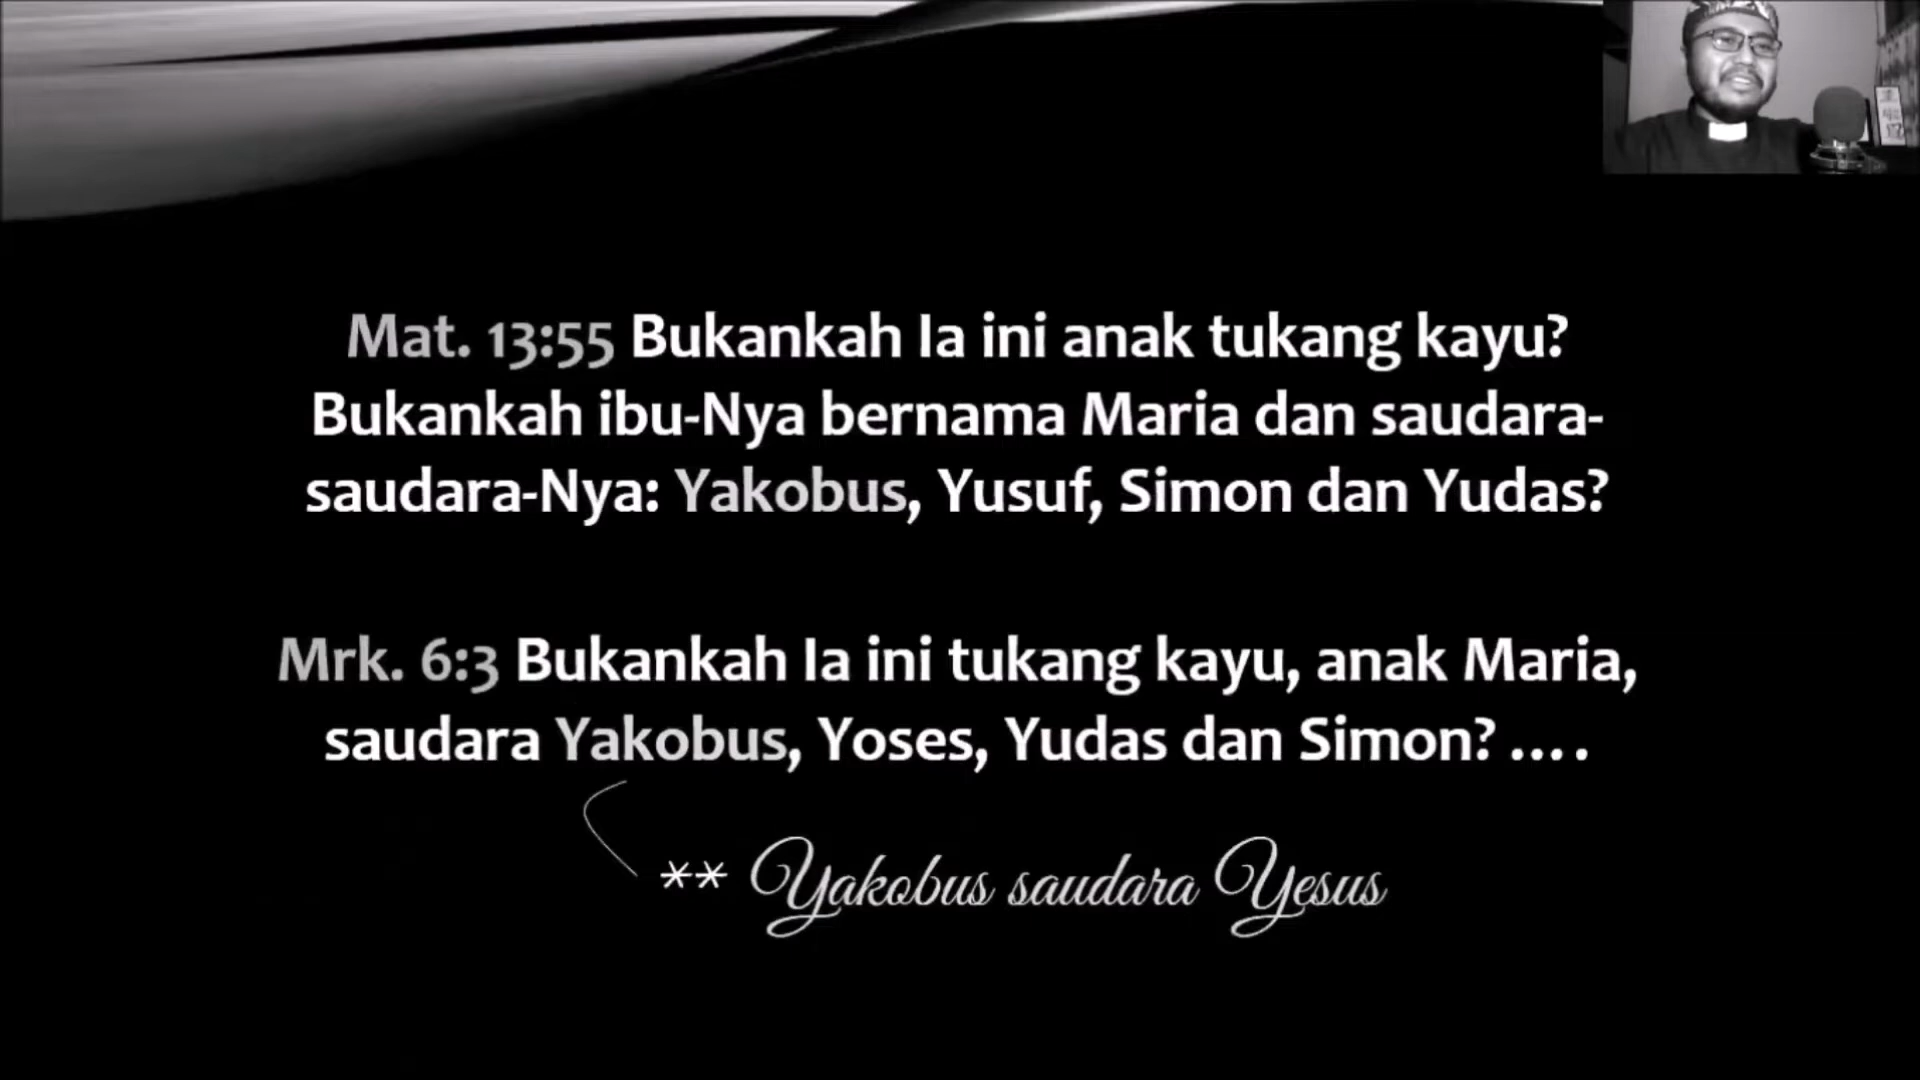 Mat. 13:55 Bukankah Ia ini anak tukang kayu?
Bukankah ibu-Nya bernama Maria dan saudara-
saudara-Nya: Yakobus, Yusuf, Simon dan Yudas?
Mrk. 6:3 Bukankah Ia ini tukang kayu, anak Maria,
saudara Yakobus, Yoses, Yudas dan Simon? ....
** Yakobus saudara Yesus